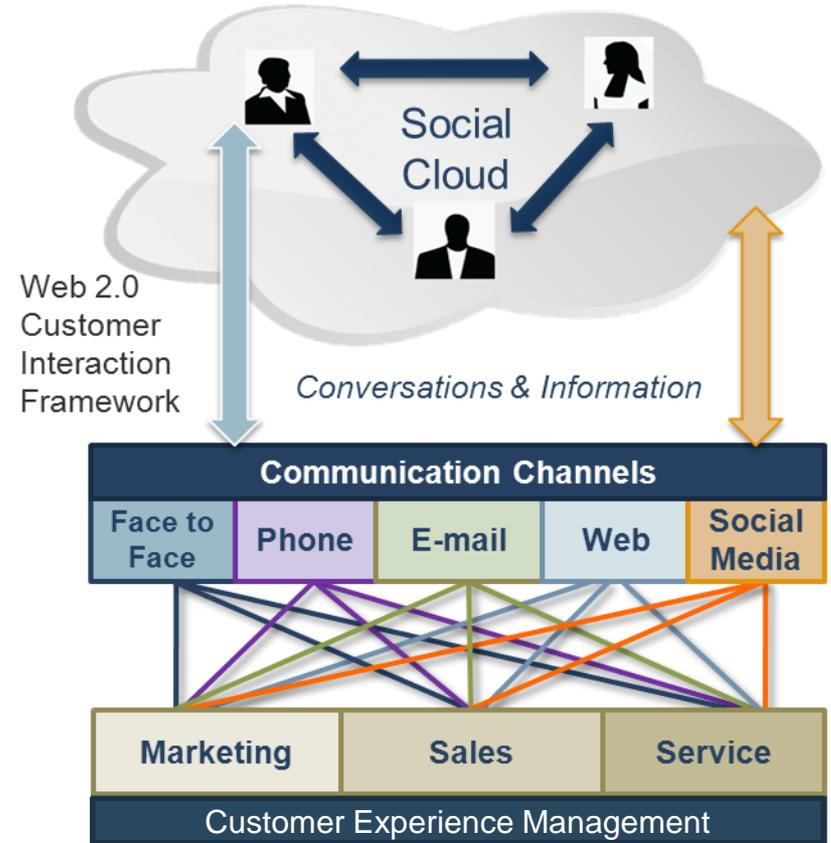 Social
Cloud
Web 2.0
Customer
Interaction
Framework
Conversations & Information
Communication Channels
Face to
Face
Phone
E-mail
Web
Social
Media
Marketing
Sales
Service
Customer Experience Management